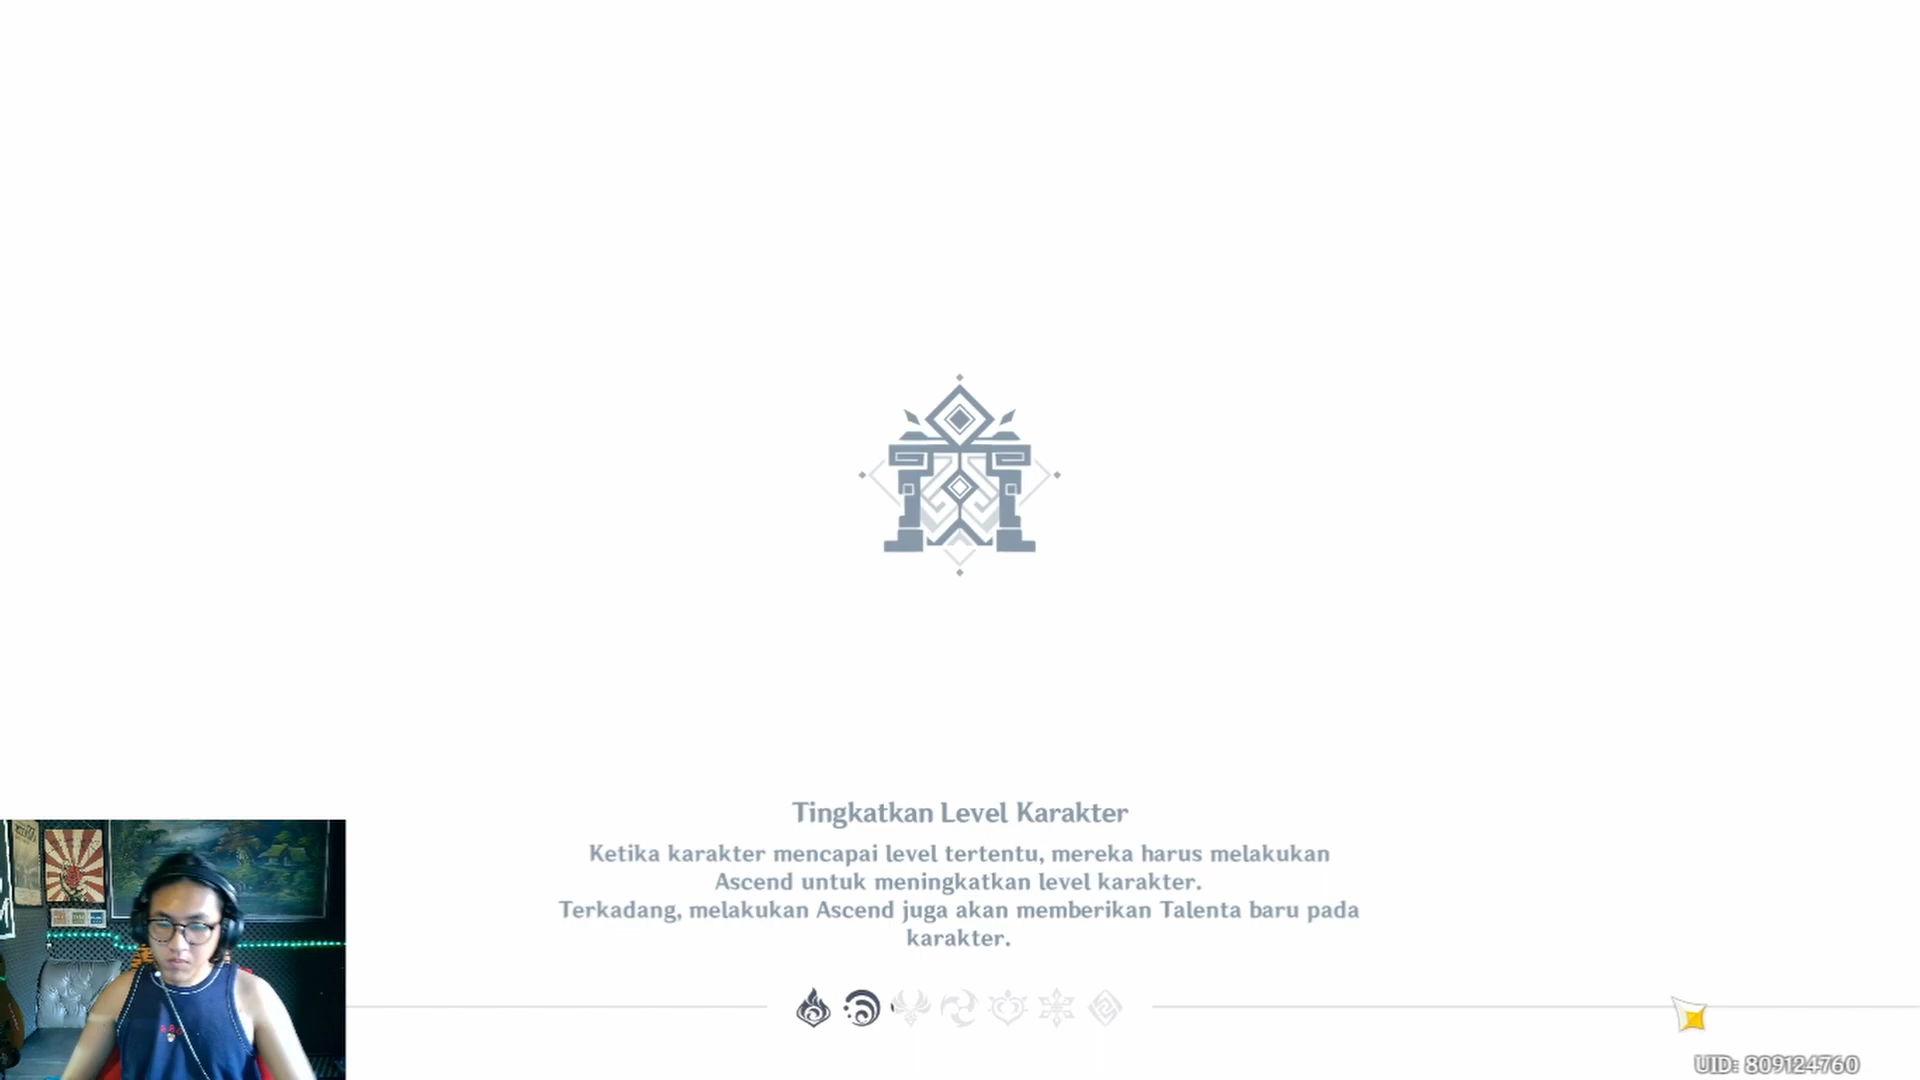 Tingkatkan Level Karakter
Ketika karakter mencapai level tertentu, mereka harus melakukan
Ascend untuk meningkatkan level karakter.
Terkadang, melakukan Ascend juga akan memberikan Talenta baru pada
karakter.
UID: 809124760